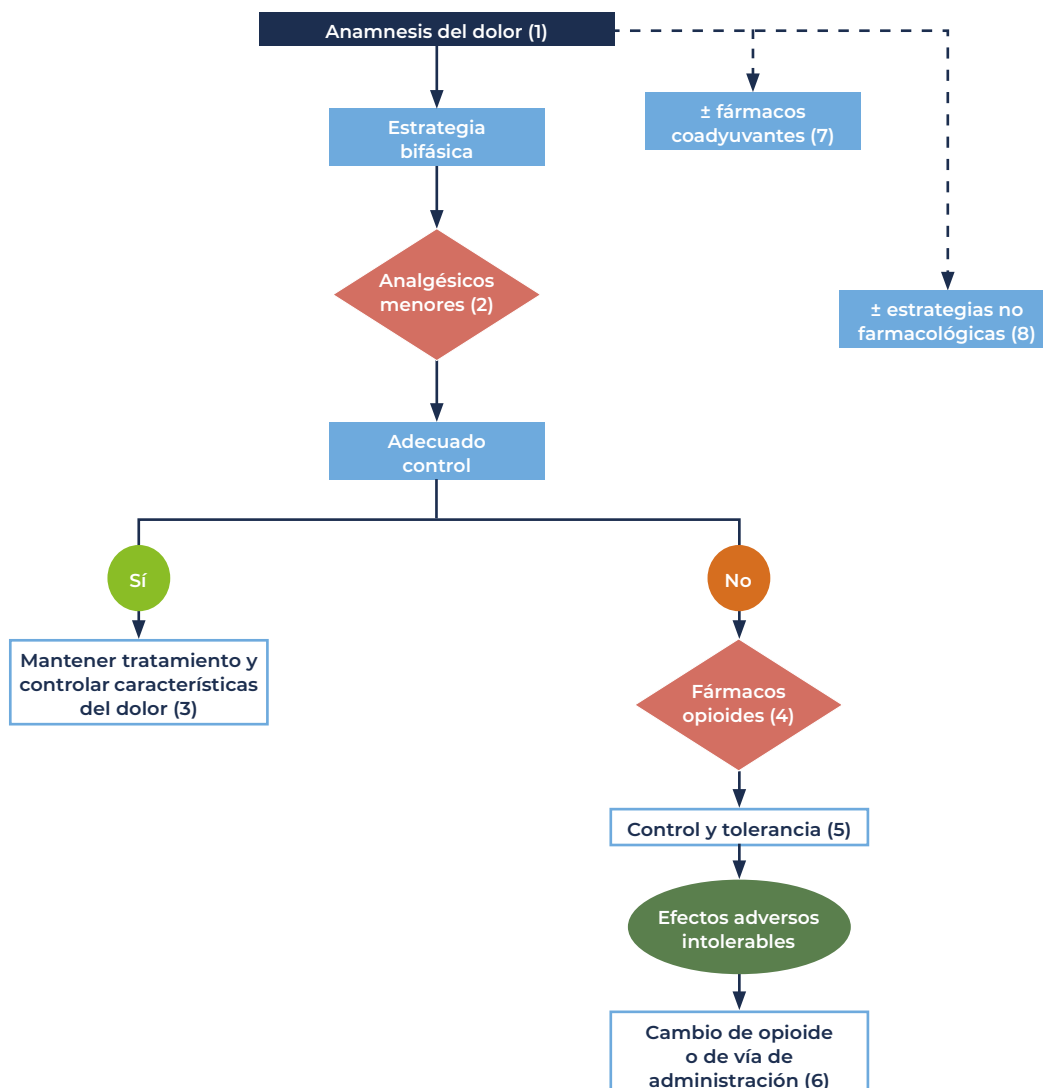 Anamnesis del dolor (1)
Estrategia
bifásica
± fármacos
coadyuvantes (7)
Analgésicos
menores (2)
± estrategias no
farmacológicas (8)
Adecuado
control
Sí
No
Mantener tratamiento y
controlar características
del dolor (3)
Fármacos
opioides (4)
Control y tolerancia (5)
Efectos adversos
intolerables
Cambio de opioide
o de vía de
administración (6)